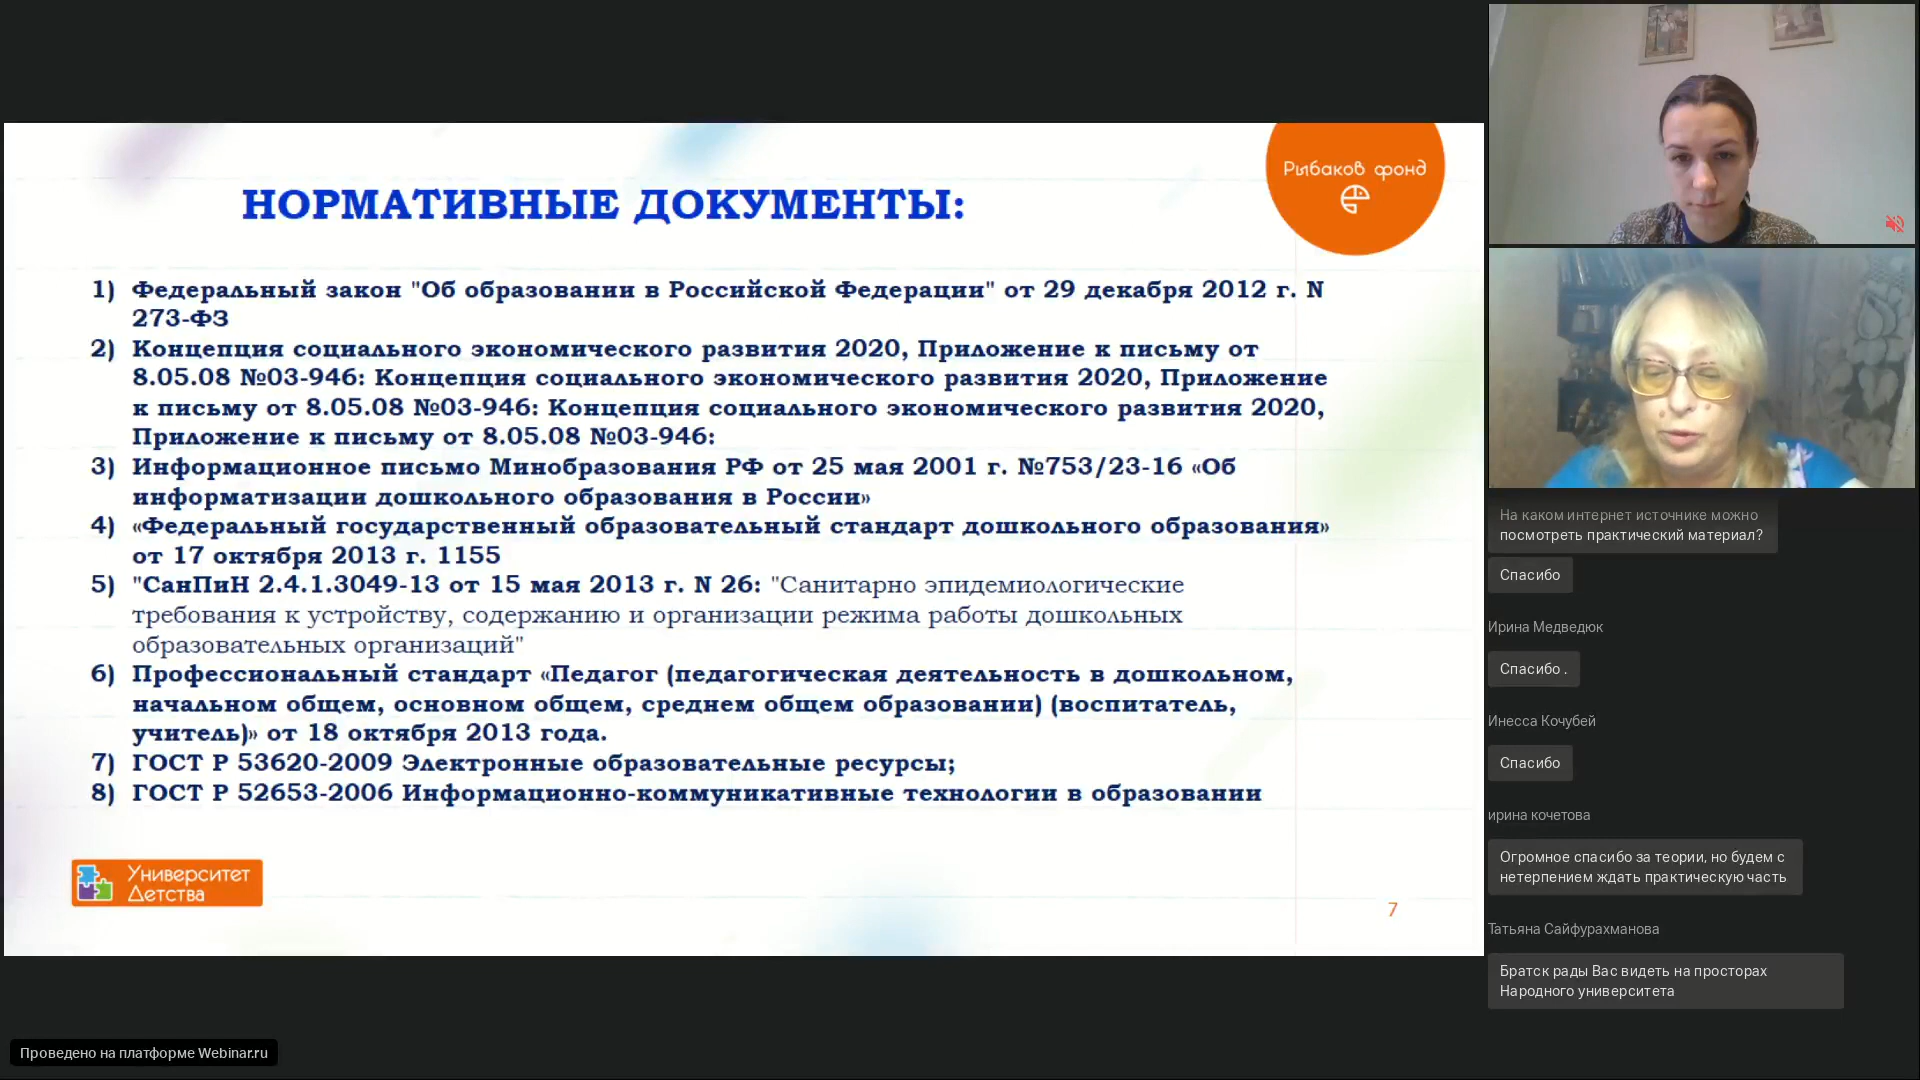 Рыбаков фонд
НОРМАТИВНЫЕ ДОКУМЕНТЫ:
1) Федеральный закон "Об образовании в Российской Федерации" от 29 декабря 2012 г. N
273-ФЗ
2) Концепция социального экономического развития 2020, Приложение к письму от
8.05.08 №03-946: Концепция социального экономического развития 2020, Приложение
к письму от 8.05.08 №03-946: Концепция социального экономического развития 2020,
Приложение к письму от 8.05.08 №03-946:
3) Информационное письмо Минобразования РФ от 25 мая 2001 г. №753/23-16 «Об
информатизации дошкольного образования в России»
4) «Федеральный государственный образовательный стандарт дошкольного образования»
от 17 октября 2013 г. 1155
5) "СанПиН 2.4.1.3049-13 от 15 мая 2013 г. N 26: "Санитарно эпидемиологические
требования к устройству, содержанию и организации режима работы дошкольных
образовательных организаций"
6) Профессиональный стандарт «Педагог (педагогическая деятельность в дошкольном,
начальном общем, основном общем, среднем общем образовании) (воспитатель,
учитель)» от 18 октября 2013 года.
7) ГОСТ Р 53620-2009 Электронные образовательные ресурсы;
8) ГОСТ Р 52653-2006 Информационно-коммуникативные технологии в образовании
Университет
Детства
7
Проведено на платформе Webinar.ru
На каком интернет источнике можно
посмотреть практический материал?
Спасибо
Ирина Медведюк
Спасибо .
Инесса Кочубей
Спасибо
ирина кочетова
Огромное спасибо за теории, но будем с
нетерпением ждать практическую часть
Татьяна Сайфурахманова
Братск рады Вас видеть на просторах
Народного университета